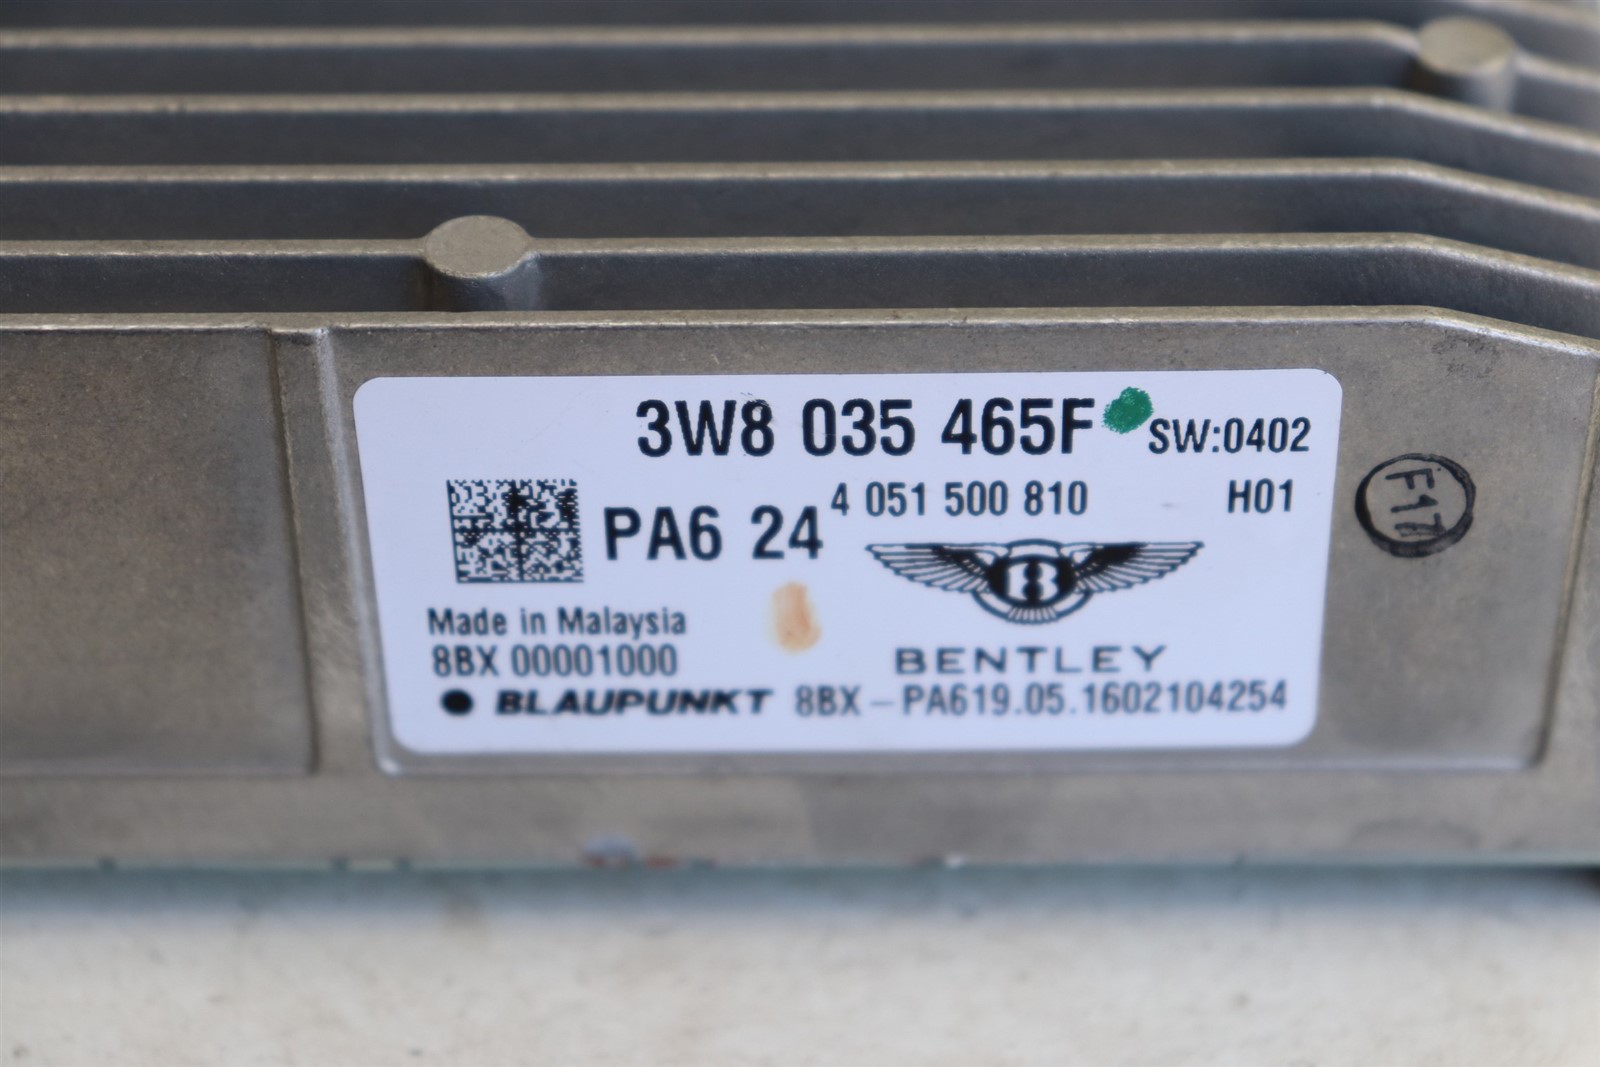 3W8 035 465F SW:0402
4 051 500 810 H01
PA6 24
F17
B
Made in Malaysia
8BX 00001000
BENTLEY
BLAUPUNKT 8BX-PA619.05.1602104254